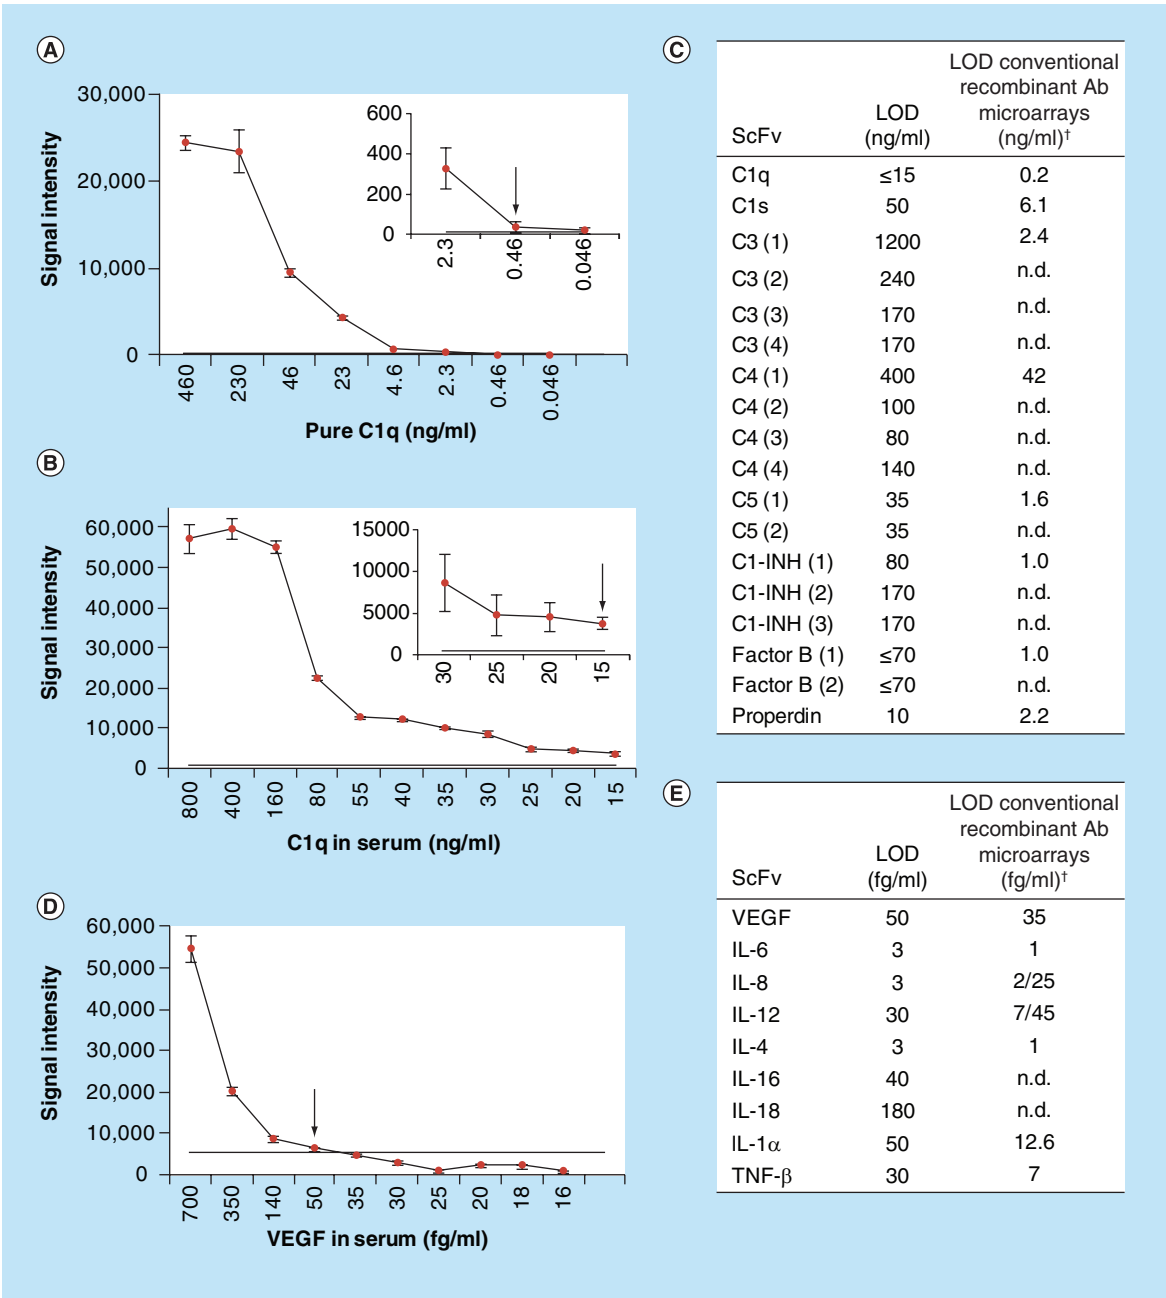 A
Signal intensity
30,000
20,000
10,000
0
460
230
46
23
4.6
2.3
0.46
0.046
Pure C1q (ng/ml)
600
400
200
0
2.3
0.46
0.046
B
Signal intensity
60,000
50,000
40,000
30,000
20,000
10,000
0
800
400
160
80
55
40
35
30
25
20
15
C1q in serum (ng/ml)
15000
10000
5000
0
30
25
20
15
D
Signal intensity
60,000
50,000
40,000
30,000
20,000
10,000
0
700
350
140
50
35
30
25
20
18
16
VEGF in serum (fg/ml)
C
ScFv LOD (ng/ml) LOD conventional recombinant Ab microarrays (ng/ml)†
C1q ≤15 0.2
C1s 50 6.1
C3 (1) 1200 2.4
C3 (2) 240 n.d.
C3 (3) 170 n.d.
C3 (4) 170 n.d.
C4 (1) 400 42
C4 (2) 100 n.d.
C4 (3) 80 n.d.
C4 (4) 140 n.d.
C5 (1) 35 1.6
C5 (2) 35 n.d.
C1-INH (1) 80 1.0
C1-INH (2) 170 n.d.
C1-INH (3) 170 n.d.
Factor B (1) ≤70 1.0
Factor B (2) ≤70 n.d.
Properdin 10 2.2
E
ScFv LOD (fg/ml) LOD conventional recombinant Ab microarrays (fg/ml)†
VEGF 50 35
IL-6 3 1
IL-8 3 2/25
IL-12 30 7/45
IL-4 3 1
IL-16 40 n.d.
IL-18 180 n.d.
IL-1α 50 12.6
TNF-β 30 7